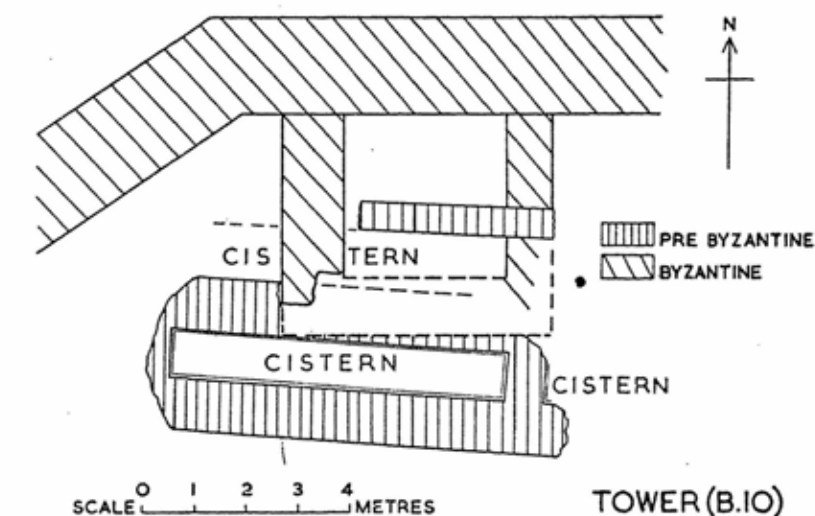 N
PRE BYZANTINE
BYZANTINE
CIS TERN
CISTERN
CISTERN
0 1 2 3 4
SCALE METRES
TOWER (B.10)